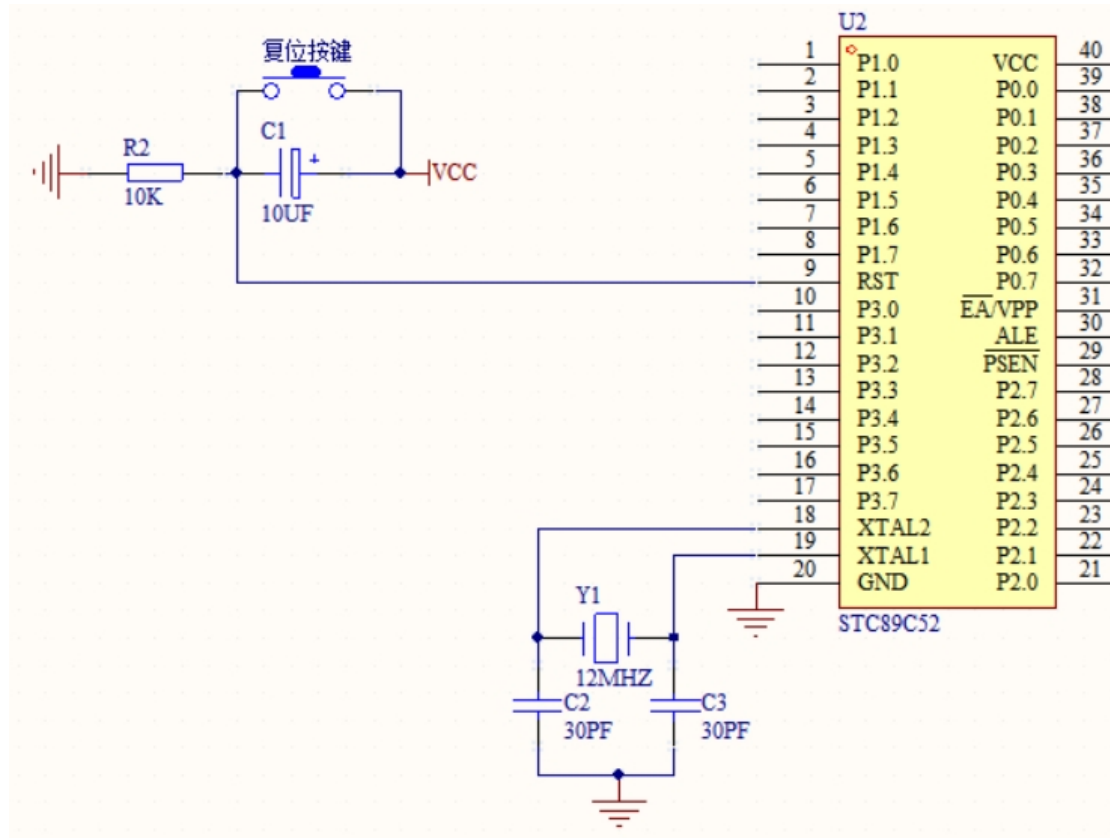 复位按键
C1
+
10UF
R2
10K
VCC
U2
1 P1.0 VCC 40
2 P1.1 P0.0 39
3 P1.2 P0.1 38
4 P1.3 P0.2 37
5 P1.4 P0.3 36
6 P1.5 P0.4 35
7 P1.6 P0.5 34
8 P1.7 P0.6 33
9 RST P0.7 32
10 P3.0 EA/VPP 31
11 P3.1 ALE 30
12 P3.2 PSEN 29
13 P3.3 P2.7 28
14 P3.4 P2.6 27
15 P3.5 P2.5 26
16 P3.6 P2.4 25
17 P3.7 P2.3 24
18 XTAL2 P2.2 23
19 XTAL1 P2.1 22
20 GND P2.0 21
STC89C52
Y1
12MHZ
C2
30PF
C3
30PF